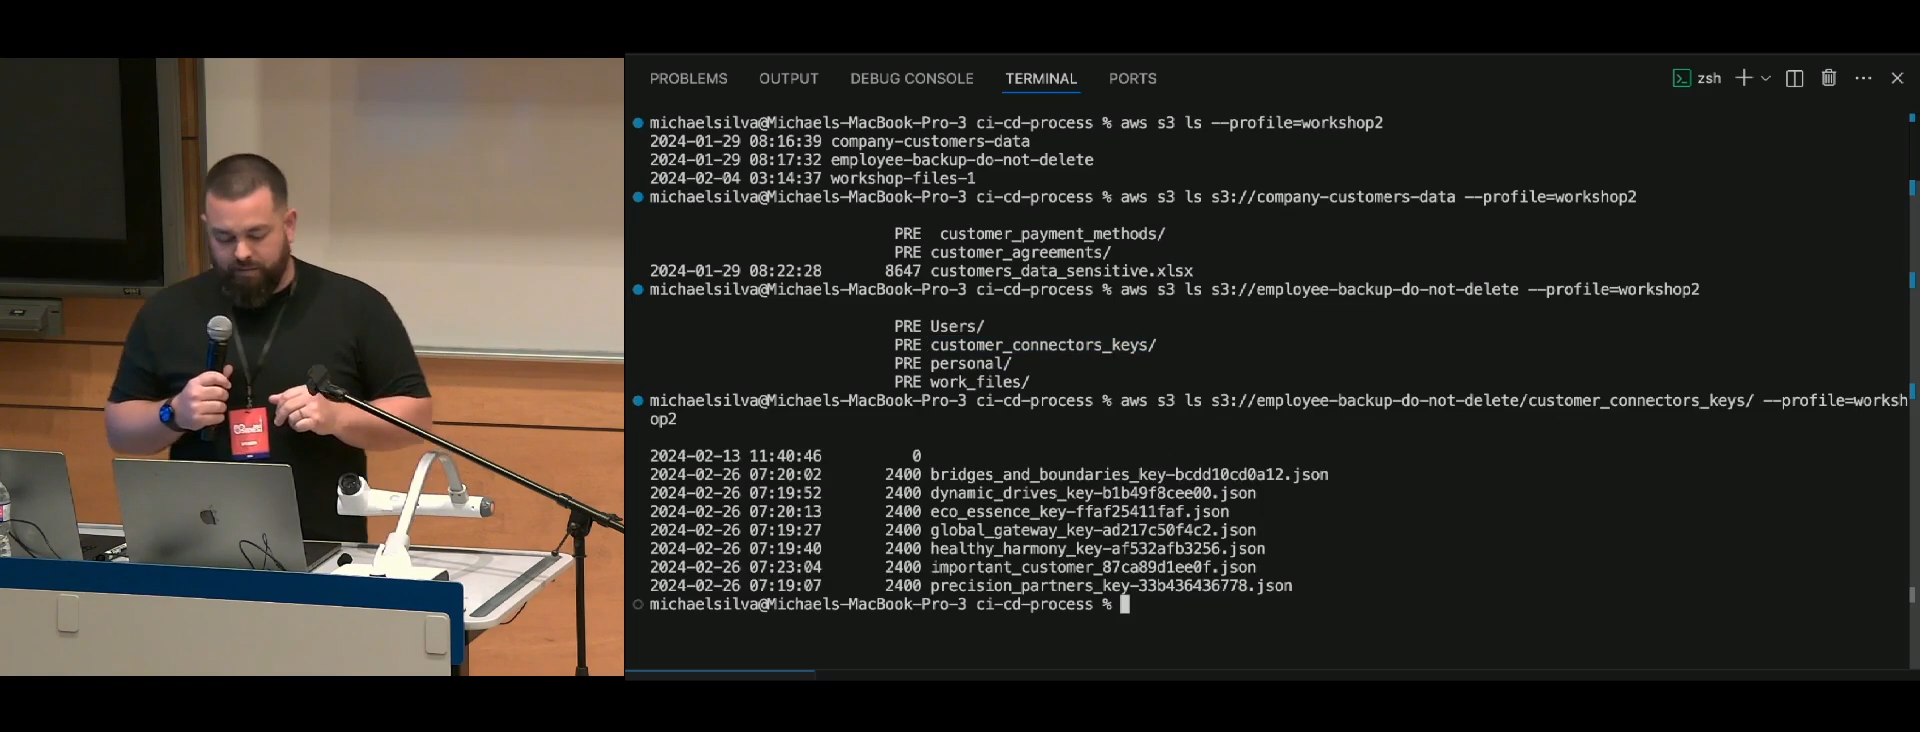 PROBLEMS OUTPUT DEBUG CONSOLE TERMINAL PORTS zsh
michaelsilva@Michaels-MacBook-Pro-3 ci-cd-process % aws s3 ls --profile=workshop2
2024-01-29 08:16:39 company-customers-data
2024-01-29 08:17:32 employee-backup-do-not-delete
2024-02-04 03:14:37 workshop-files-1
michaelsilva@Michaels-MacBook-Pro-3 ci-cd-process % aws s3 ls s3://company-customers-data --profile=workshop2
PRE  customer_payment_methods/
PRE customer_agreements/
2024-01-29 08:22:28 8647 customers_data_sensitive.xlsx
michaelsilva@Michaels-MacBook-Pro-3 ci-cd-process % aws s3 ls s3://employee-backup-do-not-delete --profile=workshop2
PRE Users/
PRE customer_connectors_keys/
PRE personal/
PRE work_files/
michaelsilva@Michaels-MacBook-Pro-3 ci-cd-process % aws s3 ls s3://employee-backup-do-not-delete/customer_connectors_keys/ --profile=worksh
op2
2024-02-13 11:40:46 0
2024-02-26 07:20:02 2400 bridges_and_boundaries_key-bcdd10cd0a12.json
2024-02-26 07:19:52 2400 dynamic_drives_key-b1b49f8cee00.json
2024-02-26 07:20:13 2400 eco_essence_key-ffaf25411faf.json
2024-02-26 07:19:27 2400 global_gateway_key-ad217c50f4c2.json
2024-02-26 07:19:40 2400 healthy_harmony_key-af532afb3256.json
2024-02-26 07:23:04 2400 important_customer_87ca89d1ee0f.json
2024-02-26 07:19:07 2400 precision_partners_key-33b436436778.json
michaelsilva@Michaels-MacBook-Pro-3 ci-cd-process %